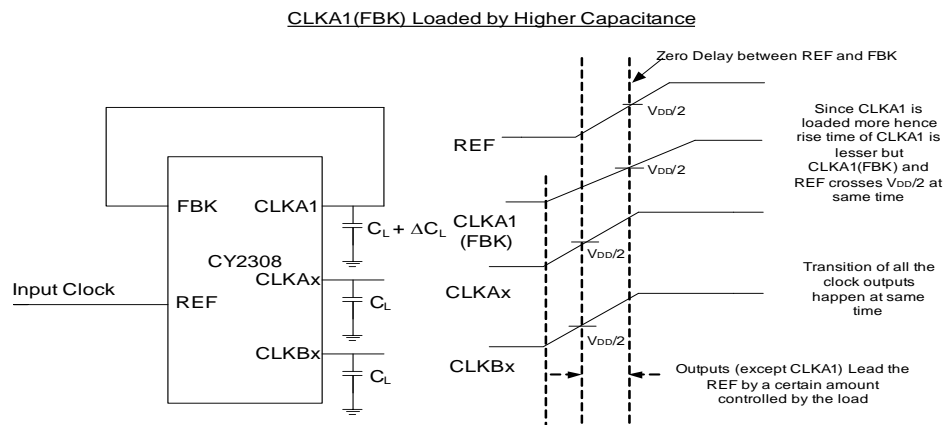 CLKA1(FBK) Loaded by Higher Capacitance
Zero Delay between REF and FBK
VDD/2
REF
Since CLKA1 is
loaded more hence
rise time of CLKA1 is
lesser but
CLKA1(FBK) and
REF crosses VDD/2 at
same time
VDD/2
FBK
CLKA1
CL + ΔCL
CLKA1
(FBK)
VDD/2
CY2308
CLKAx
CLKAx
Transition of all the
clock outputs
happen at same
time
Input Clock
REF
CL
VDD/2
CLKBx
CLKBx
CL
Outputs (except CLKA1) Lead the
REF by a certain amount
controlled by the load